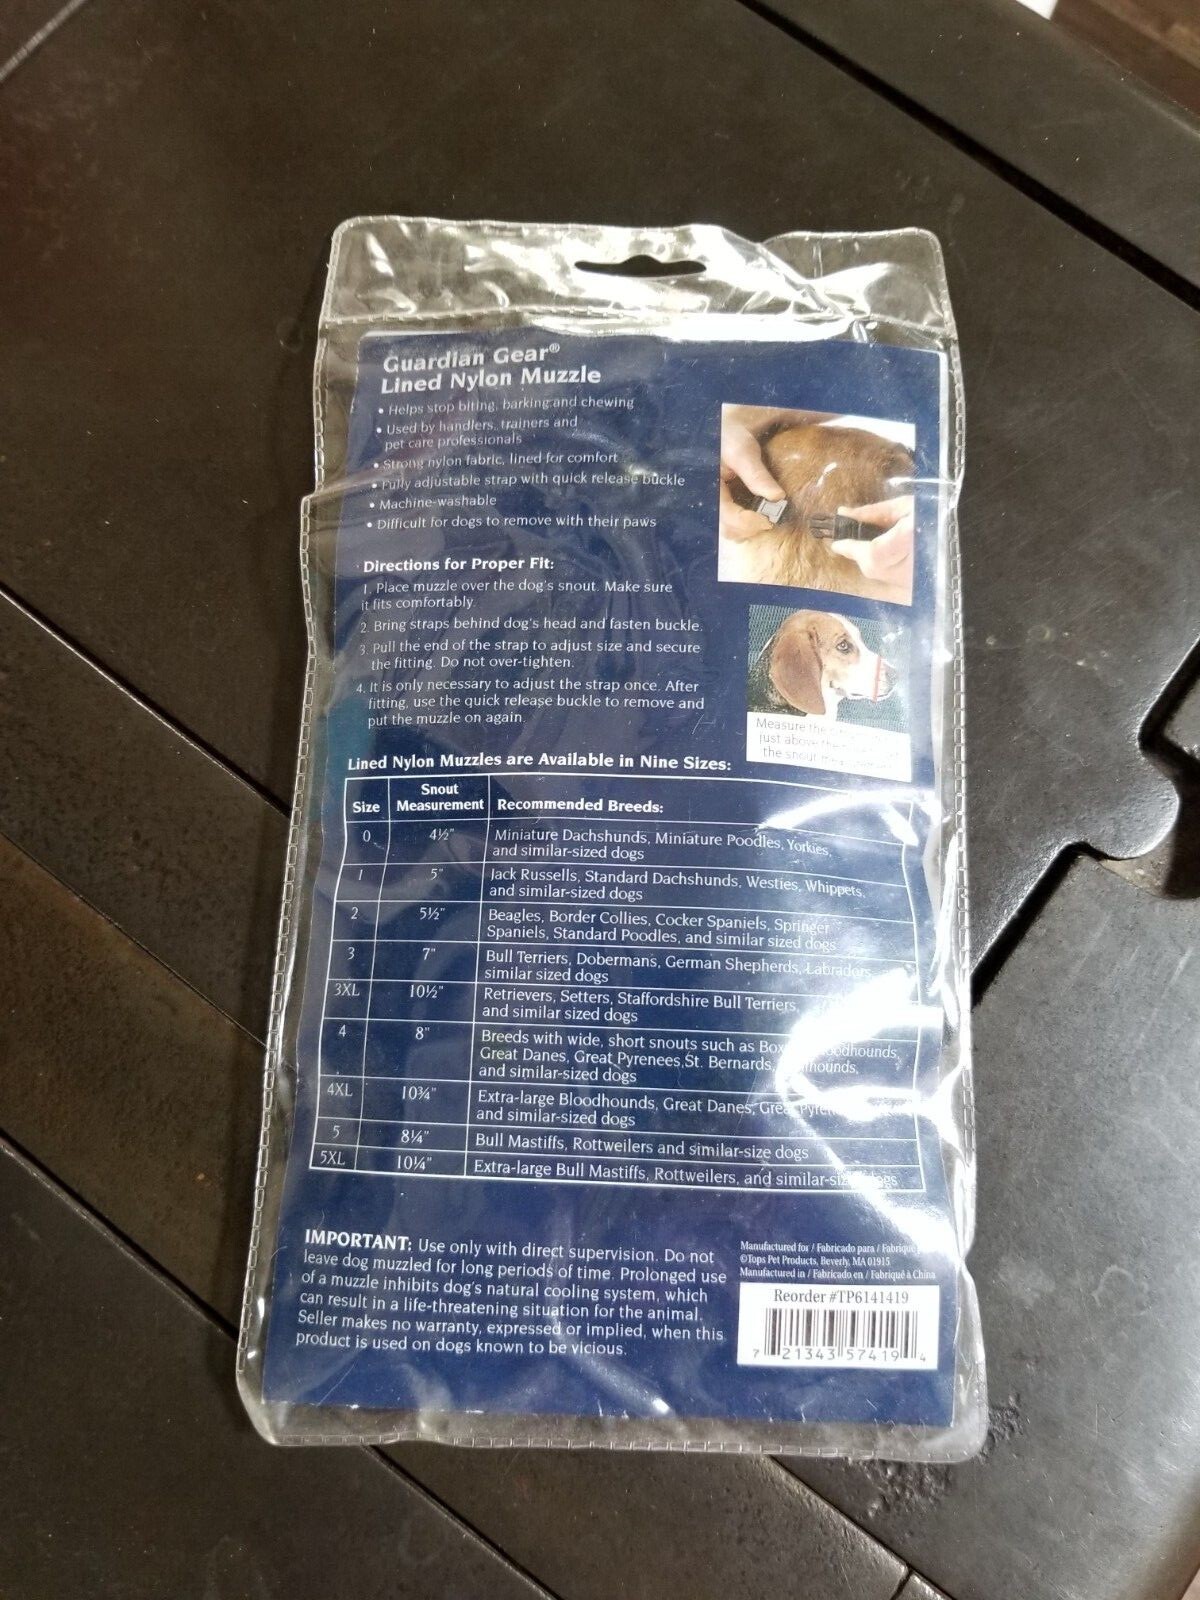 Guardian Gear®
Lined Nylon Muzzle
• Helps stop biting, barking and chewing
• Used by handlers, trainers and
pet care professionals
• Strong nylon fabric, lined for comfort
• Fully adjustable strap with quick release buckle
• Machine-washable
• Difficult for dogs to remove with their paws
Directions for Proper Fit:
1. Place muzzle over the dog's snout. Make sure
it fits comfortably.
2. Bring straps behind dog's head and fasten buckle.
3. Pull the end of the strap to adjust size and secure
the fitting. Do not over-tighten.
4. It is only necessary to adjust the strap once. After
fitting, use the quick release buckle to remove and
put the muzzle on again.
Measure the
just above
the snout
Lined Nylon Muzzles are Available in Nine Sizes:
Size Snout Measurement Recommended Breeds:
0 4½" Miniature Dachshunds, Miniature Poodles, Yorkies,
and similar-sized dogs
1 5" Jack Russells, Standard Dachshunds, Westies, Whippets,
and similar-sized dogs
2 5½" Beagles, Border Collies, Cocker Spaniels, Springer
Spaniels, Standard Poodles, and similar sized dogs
3 7" Bull Terriers, Dobermans, German Shepherds, Labradors
similar sized dogs
3XL 10½" Retrievers, Setters, Staffordshire Bull Terriers,
and similar sized dogs
4 8" Breeds with wide, short snouts such as
Great Danes, Great Pyrenees,St. Bernards,
and similar-sized dogs
4XL 10¾" Extra-large Bloodhounds, Great Danes, Great
and similar-sized dogs
5 8¼" Bull Mastiffs, Rottweilers and similar-size dogs
5XL 10¼" Extra-large Bull Mastiffs, Rottweilers, and similar-sized dogs
IMPORTANT: Use only with direct supervision. Do not
leave dog muzzled for long periods of time. Prolonged use
of a muzzle inhibits dog's natural cooling system, which
can result in a life-threatening situation for the animal.
Seller makes no warranty, expressed or implied, when this
product is used on dogs known to be vicious.
Manufactured for / Fabricado para / Fabriqué
©Tops Pet Products, Beverly, MA 01915
Manufactured in / Fabricado en / Fabriqué à China
Reorder #TP6141419
7 21343 57419 4